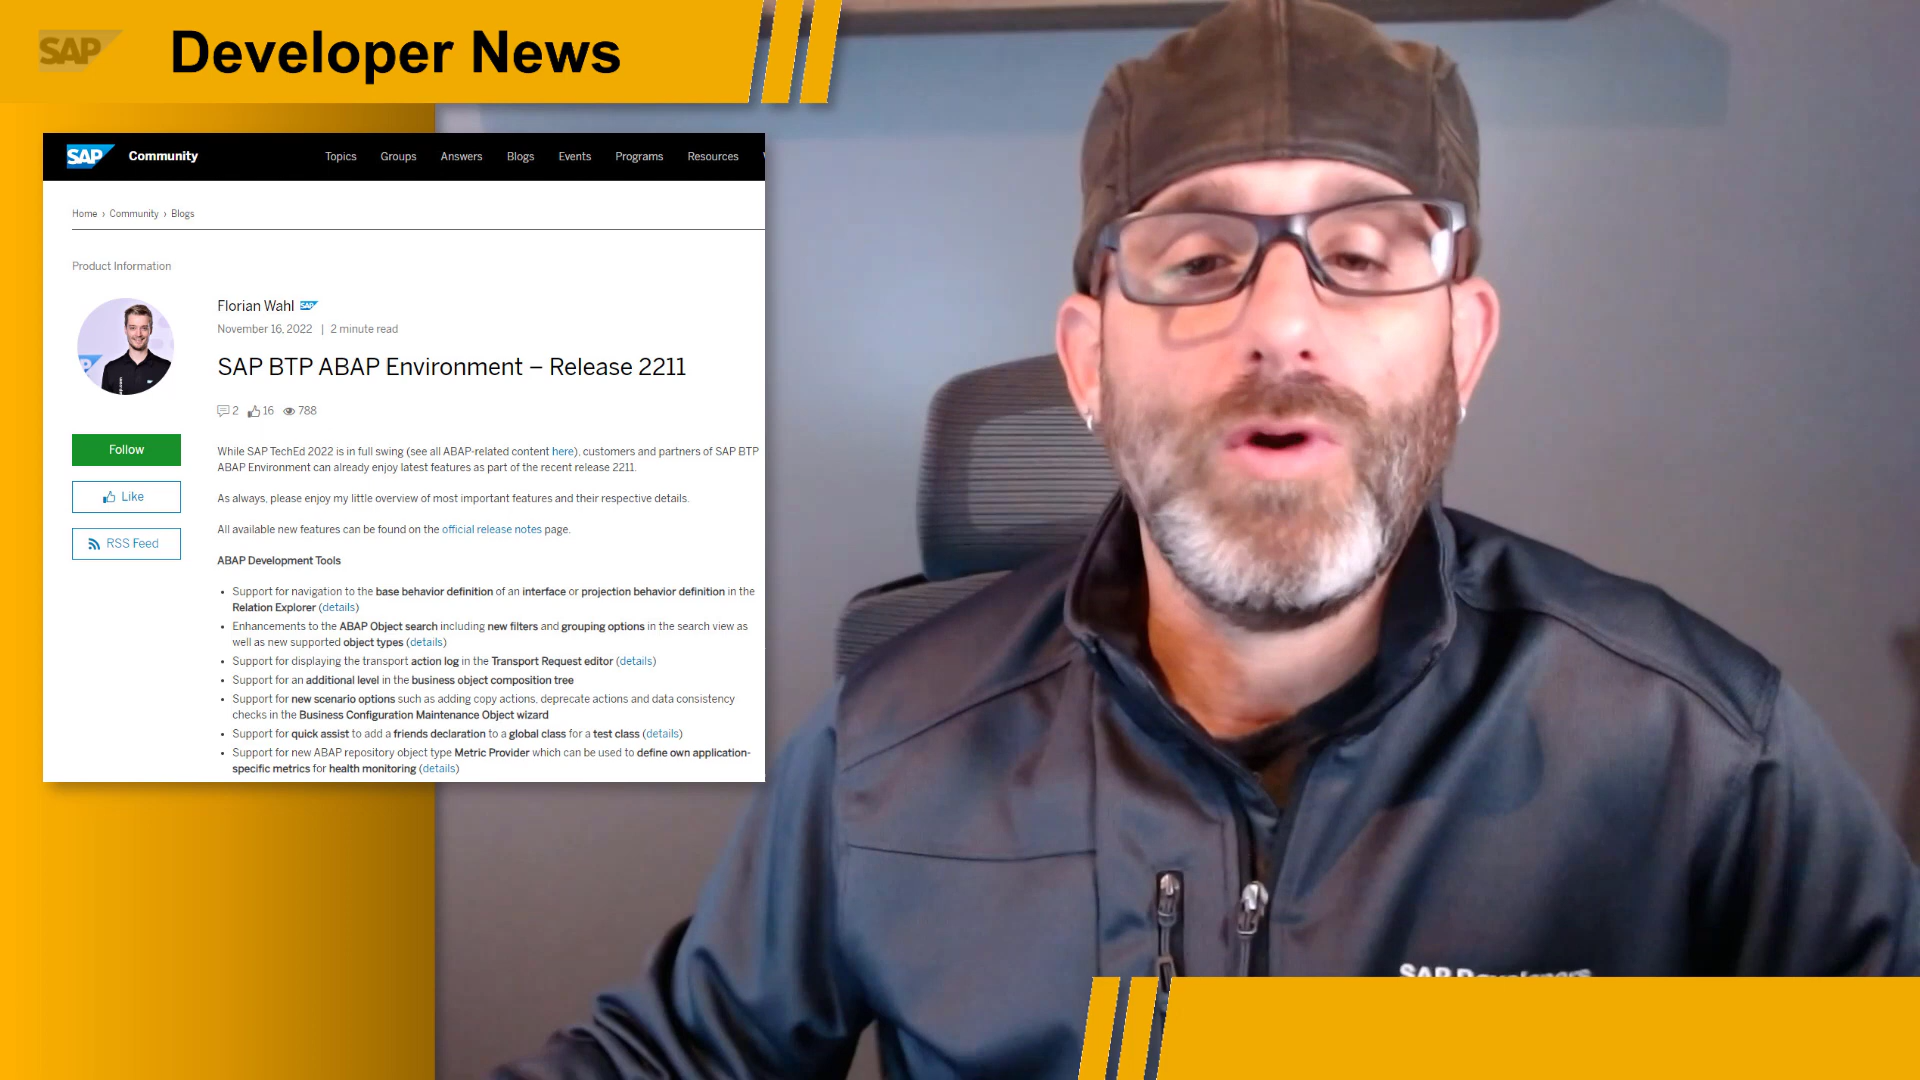 SAP Developer News
SAP Community Topics Groups Answers Blogs Events Programs Resources
Home › Community › Blogs
Product Information
Florian Wahl SAP
November 16, 2022 | 2 minute read
SAP BTP ABAP Environment – Release 2211
2 16 788
Follow
Like
RSS Feed
While SAP TechEd 2022 is in full swing (see all ABAP-related content here), customers and partners of SAP BTP
ABAP Environment can already enjoy latest features as part of the recent release 2211.
As always, please enjoy my little overview of most important features and their respective details.
All available new features can be found on the official release notes page.
ABAP Development Tools
• Support for navigation to the base behavior definition of an interface or projection behavior definition in the
Relation Explorer (details)
• Enhancements to the ABAP Object search including new filters and grouping options in the search view as
well as new supported object types (details)
• Support for displaying the transport action log in the Transport Request editor (details)
• Support for an additional level in the business object composition tree
• Support for new scenario options such as adding copy actions, deprecate actions and data consistency
checks in the Business Configuration Maintenance Object wizard
• Support for quick assist to add a friends declaration to a global class for a test class (details)
• Support for new ABAP repository object type Metric Provider which can be used to define own application-
specific metrics for health monitoring (details)
SAP Developers